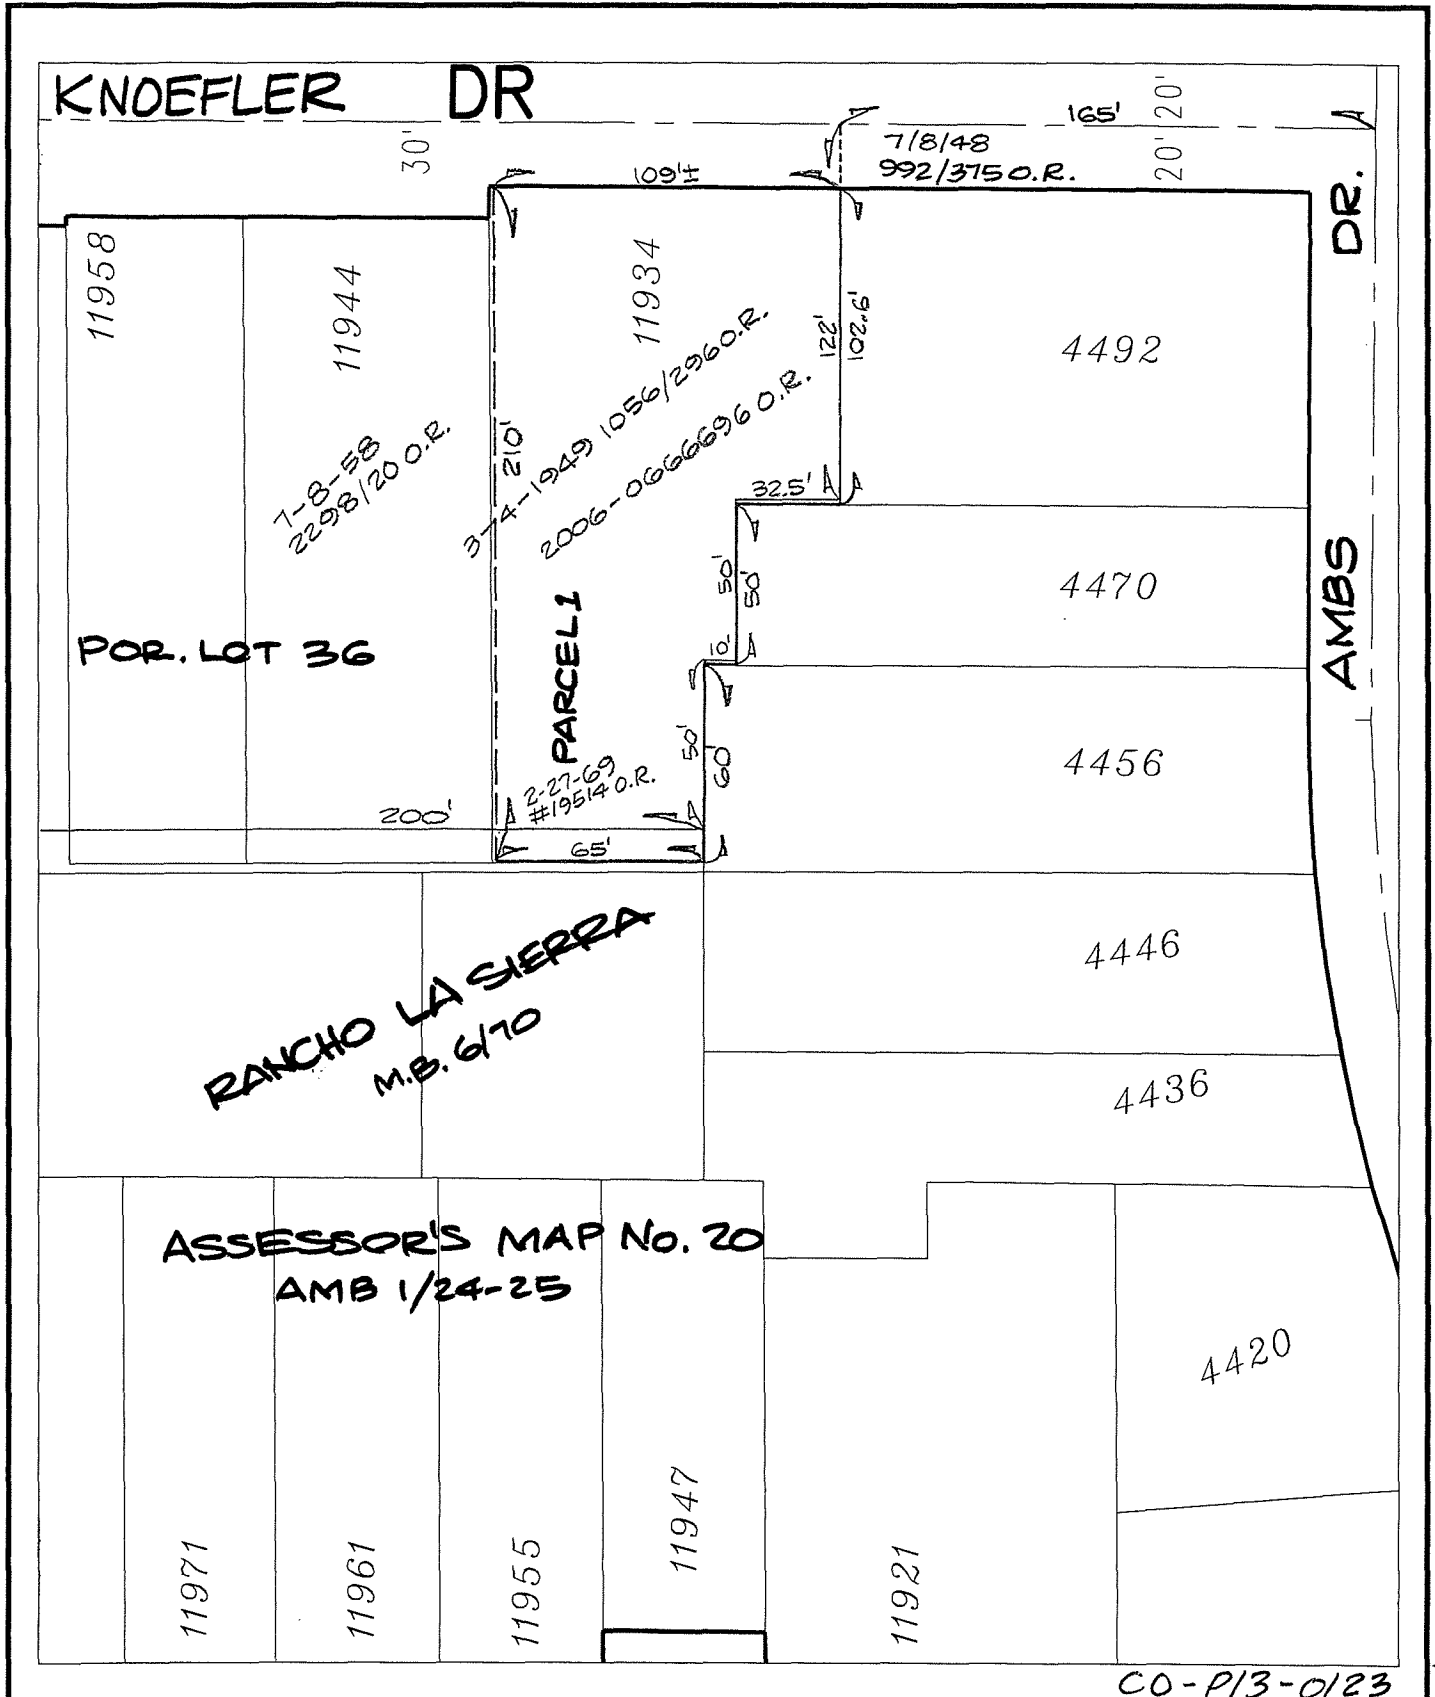 KNOEFLER DR
30'
165'
20' 20'
7/8/48
992/375 O.R.
109'±
DR.
AMBS
11958
11944
11934
122'
102.6'
4492
3-4-1949 1056/296 O.R.
2006-0666696 O.R.
7-8-58
2298/20 O.R.
210'
32.5'
50'
50'
4470
10'
POR. LOT 36
PARCEL 1
50'
60'
4456
2-27-69
#19514 O.R.
200'
65'
RANCHO LA SIERRA
M.B. 6/70
4446
4436
ASSESSOR'S MAP No. 20
AMB 1/24-25
4420
11971
11961
11955
11947
11921
CO-P13-0123